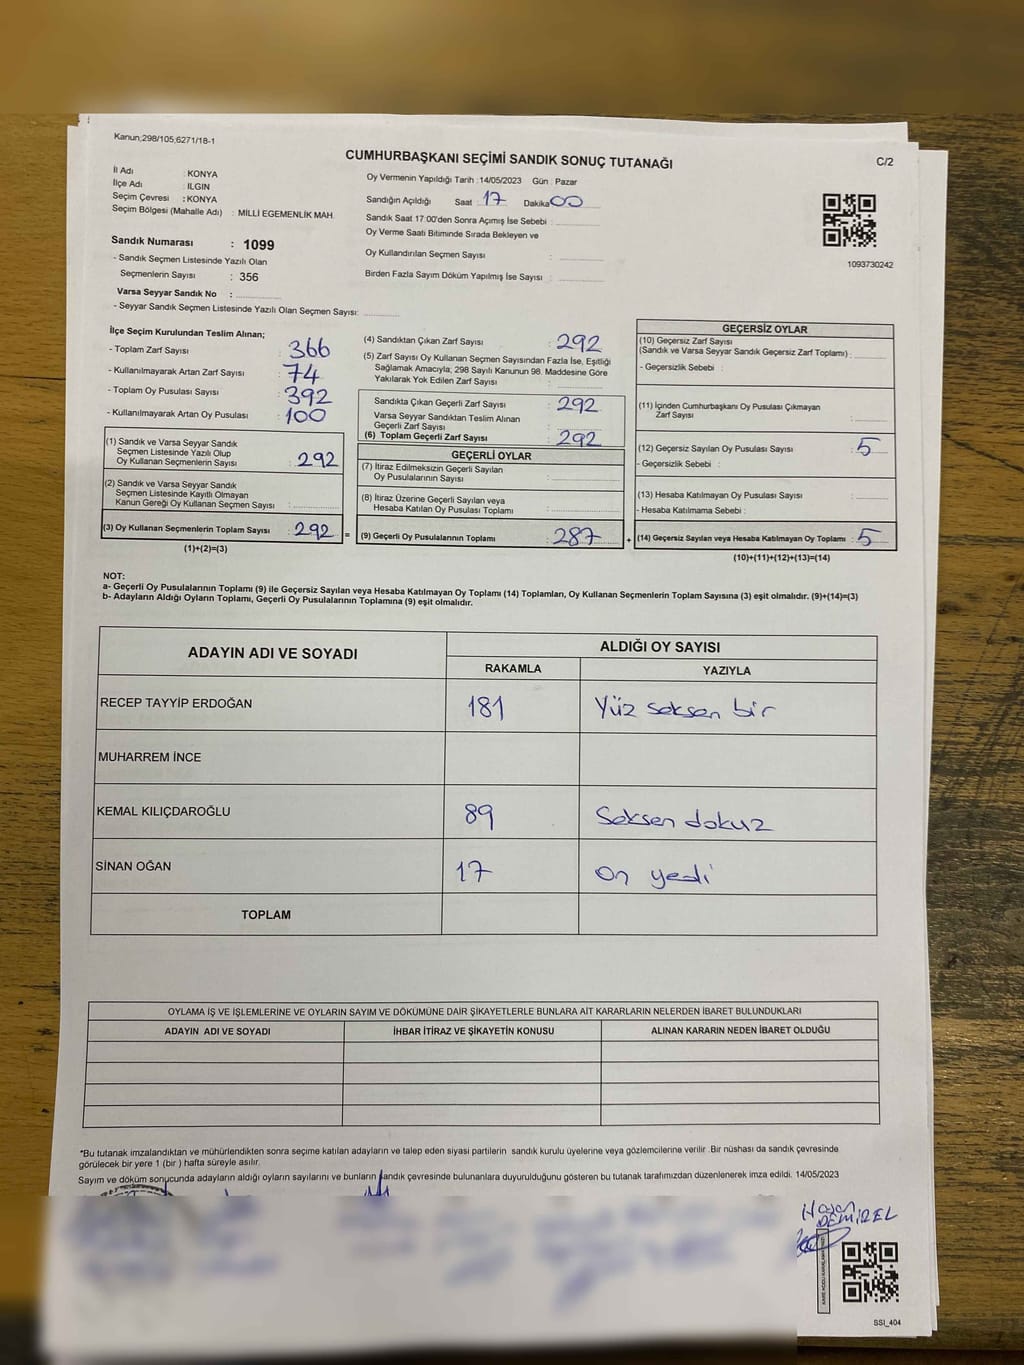 Kanun;298/105;6271/18-1
CUMHURBAŞKANI SEÇİMİ SANDIK SONUÇ TUTANAĞI
C/2
İl Adı : KONYA
İlçe Adı : ILGIN
Seçim Çevresi : KONYA
Seçim Bölgesi (Mahalle Adı) : MİLLİ EGEMENLİK MAH.
Sandık Numarası : 1099
- Sandık Seçmen Listesinde Yazılı Olan
Seçmenlerin Sayısı : 356
Varsa Seyyar Sandık No :
- Seyyar Sandık Seçmen Listesinde Yazılı Olan Seçmen Sayısı:
Oy Vermenin Yapıldığı Tarih : 14/05/2023 Gün : Pazar
Sandığın Açıldığı Saat : 17 Dakika 00
Sandık Saat 17:00'den Sonra Açımış İse Sebebi :
Oy Verme Saati Bitiminde Sırada Bekleyen ve
Oy Kullandırılan Seçmen Sayısı :
Birden Fazla Sayım Döküm Yapılmış İse Sayısı :
1093730242
İlçe Seçim Kurulundan Teslim Alınan;
- Toplam Zarf Sayısı : 366
- Kullanılmayarak Artan Zarf Sayısı : 74
- Toplam Oy Pusulası Sayısı : 392
- Kullanılmayarak Artan Oy Pusulası : 100
(1) Sandık ve Varsa Seyyar Sandık
Seçmen Listesinde Yazılı Olup
Oy Kullanan Seçmenlerin Sayısı : 292
(2) Sandık ve Varsa Seyyar Sandık
Seçmen Listesinde Kayıtlı Olmayan
Kanun Gereği Oy Kullanan Seçmen Sayısı :
(3) Oy Kullanan Seçmenlerin Toplam Sayısı : 292 =
(1)+(2)=(3)
(4) Sandıktan Çıkan Zarf Sayısı : 292
(5) Zarf Sayısı Oy Kullanan Seçmen Sayısından Fazla İse, Eşitliği
Sağlamak Amacıyla; 298 Sayılı Kanunun 98. Maddesine Göre
Yakılarak Yok Edilen Zarf Sayısı :
Sandıkta Çıkan Geçerli Zarf Sayısı : 292
Varsa Seyyar Sandıktan Teslim Alınan
Geçerli Zarf Sayısı :
(6) Toplam Geçerli Zarf Sayısı : 292
GEÇERLİ OYLAR
(7) İtiraz Edilmeksizin Geçerli Sayılan
Oy Pusulalarının Sayısı :
(8) İtiraz Üzerine Geçerli Sayılan veya
Hesaba Katılan Oy Pusulası Toplamı :
(9) Geçerli Oy Pusulalarının Toplamı : 287 +
GEÇERSİZ OYLAR
(10) Geçersiz Zarf Sayısı
(Sandık ve Varsa Seyyar Sandık Geçersiz Zarf Toplamı) :
- Geçersizlik Sebebi :
(11) İçinden Cumhurbaşkanı Oy Pusulası Çıkmayan
Zarf Sayısı :
(12) Geçersiz Sayılan Oy Pusulası Sayısı : 5
- Geçersizlik Sebebi :
(13) Hesaba Katılmayan Oy Pusulası Sayısı :
- Hesaba Katılmama Sebebi :
(14) Geçersiz Sayılan veya Hesaba Katılmayan Oy Toplamı : 5
(10)+(11)+(12)+(13)=(14)
NOT:
a- Geçerli Oy Pusulalarının Toplamı (9) ile Geçersiz Sayılan veya Hesaba Katılmayan Oy Toplamı (14) Toplamları, Oy Kullanan Seçmenlerin Toplam Sayısına (3) eşit olmalıdır. (9)+(14)=(3)
b- Adayların Aldığı Oyların Toplamı, Geçerli Oy Pusulalarının Toplamına (9) eşit olmalıdır.
ADAYIN ADI VE SOYADI ALDIĞI OY SAYISI
RAKAMLA YAZIYLA
RECEP TAYYİP ERDOĞAN 181 Yüz seksen bir
MUHARREM İNCE
KEMAL KILIÇDAROĞLU 89 Seksen dokuz
SİNAN OĞAN 17 On yedi
TOPLAM
OYLAMA İŞ VE İŞLEMLERİNE VE OYLARIN SAYIM VE DÖKÜMÜNE DAİR ŞİKAYETLERLE BUNLARA AİT KARARLARIN NELERDEN İBARET BULUNDUKLARI
ADAYIN ADI VE SOYADI İHBAR İTİRAZ VE ŞİKAYETİN KONUSU ALINAN KARARIN NEDEN İBARET OLDUĞU
*Bu tutanak imzalandıktan ve mühürlendikten sonra seçime katılan adayların ve talep eden siyasi partilerin sandık kurulu üyelerine veya gözlemcilerine verilir. Bir nüshası da sandık çevresinde
görülecek bir yere 1 (bir) hafta süreyle asılır.
Sayım ve döküm sonucunda adayların aldığı oyların sayılarını ve bunların sandık çevresinde bulunanlara duyurulduğunu gösteren bu tutanak tarafımızdan düzenlenerek imza edildi. 14/05/2023
Hasan
DEMİREL
SSİ_404